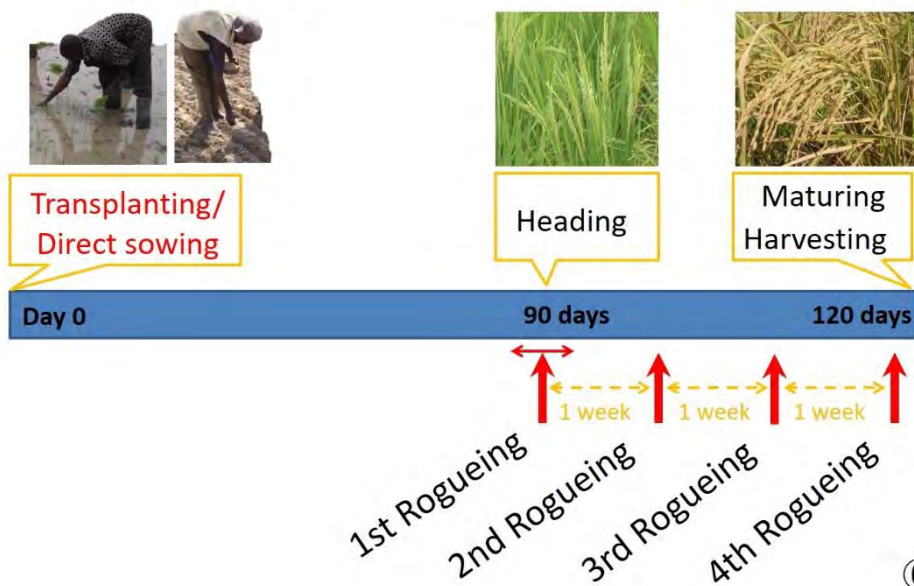 Transplanting/
Direct sowing
Heading
Maturing
Harvesting
Day 0
90 days
120 days
1 week
1 week
1 week
1st Rogueing
2nd Rogueing
3rd Rogueing
4th Rogueing